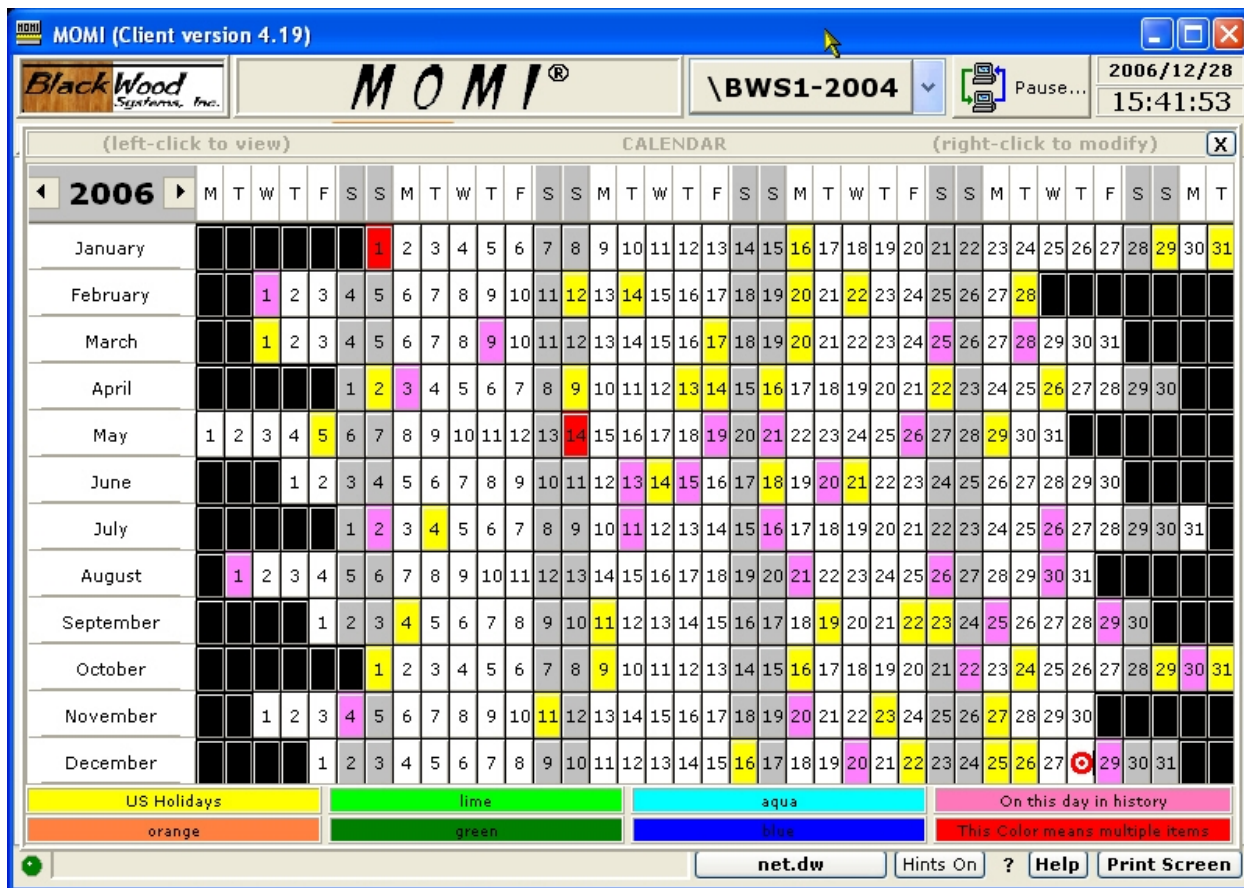 MOMI MOMI (Client version 4.19)
BlackWood Systems, Inc. MOMI® \BWS1-2004 Pause... 2006/12/28
15:41:53
(left-click to view) CALENDAR (right-click to modify) X
2006 M T W T F S S M T W T F S S M T W T F S S M T W T F S S M T W T F S S M T
January 1 2 3 4 5 6 7 8 9 10 11 12 13 14 15 16 17 18 19 20 21 22 23 24 25 26 27 28 29 30 31
February 1 2 3 4 5 6 7 8 9 10 11 12 13 14 15 16 17 18 19 20 21 22 23 24 25 26 27 28
March 1 2 3 4 5 6 7 8 9 10 11 12 13 14 15 16 17 18 19 20 21 22 23 24 25 26 27 28 29 30 31
April 1 2 3 4 5 6 7 8 9 10 11 12 13 14 15 16 17 18 19 20 21 22 23 24 25 26 27 28 29 30
May 1 2 3 4 5 6 7 8 9 10 11 12 13 14 15 16 17 18 19 20 21 22 23 24 25 26 27 28 29 30 31
June 1 2 3 4 5 6 7 8 9 10 11 12 13 14 15 16 17 18 19 20 21 22 23 24 25 26 27 28 29 30
July 1 2 3 4 5 6 7 8 9 10 11 12 13 14 15 16 17 18 19 20 21 22 23 24 25 26 27 28 29 30 31
August 1 2 3 4 5 6 7 8 9 10 11 12 13 14 15 16 17 18 19 20 21 22 23 24 25 26 27 28 29 30 31
September 1 2 3 4 5 6 7 8 9 10 11 12 13 14 15 16 17 18 19 20 21 22 23 24 25 26 27 28 29 30
October 1 2 3 4 5 6 7 8 9 10 11 12 13 14 15 16 17 18 19 20 21 22 23 24 25 26 27 28 29 30 31
November 1 2 3 4 5 6 7 8 9 10 11 12 13 14 15 16 17 18 19 20 21 22 23 24 25 26 27 28 29 30
December 1 2 3 4 5 6 7 8 9 10 11 12 13 14 15 16 17 18 19 20 21 22 23 24 25 26 27 29 30 31
US Holidays lime aqua On this day in history
orange green blue This Color means multiple items
net.dw Hints On ? Help Print Screen